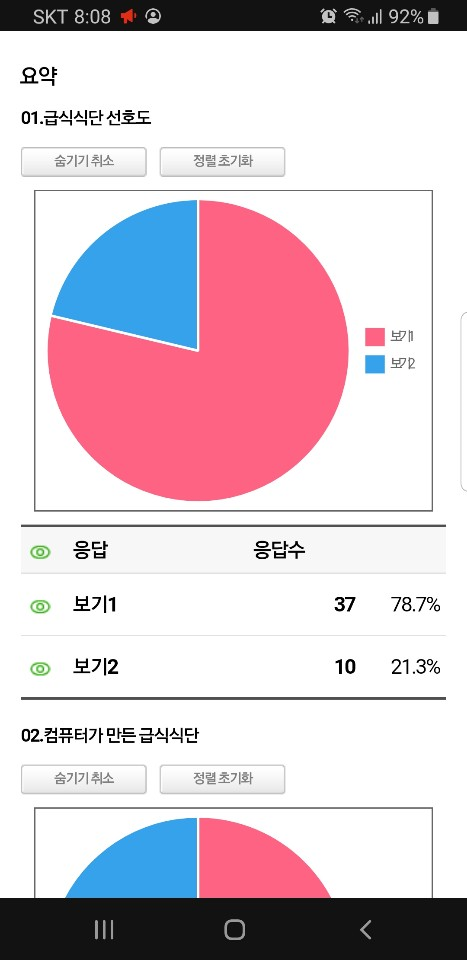 SKT 8:08 92%
요약
01.급식식단 선호도
숨기기 취소 정렬 초기화
보기1
보기2
응답 응답수
보기1 37 78.7%
보기2 10 21.3%
02.컴퓨터가 만든 급식식단
숨기기 취소 정렬 초기화